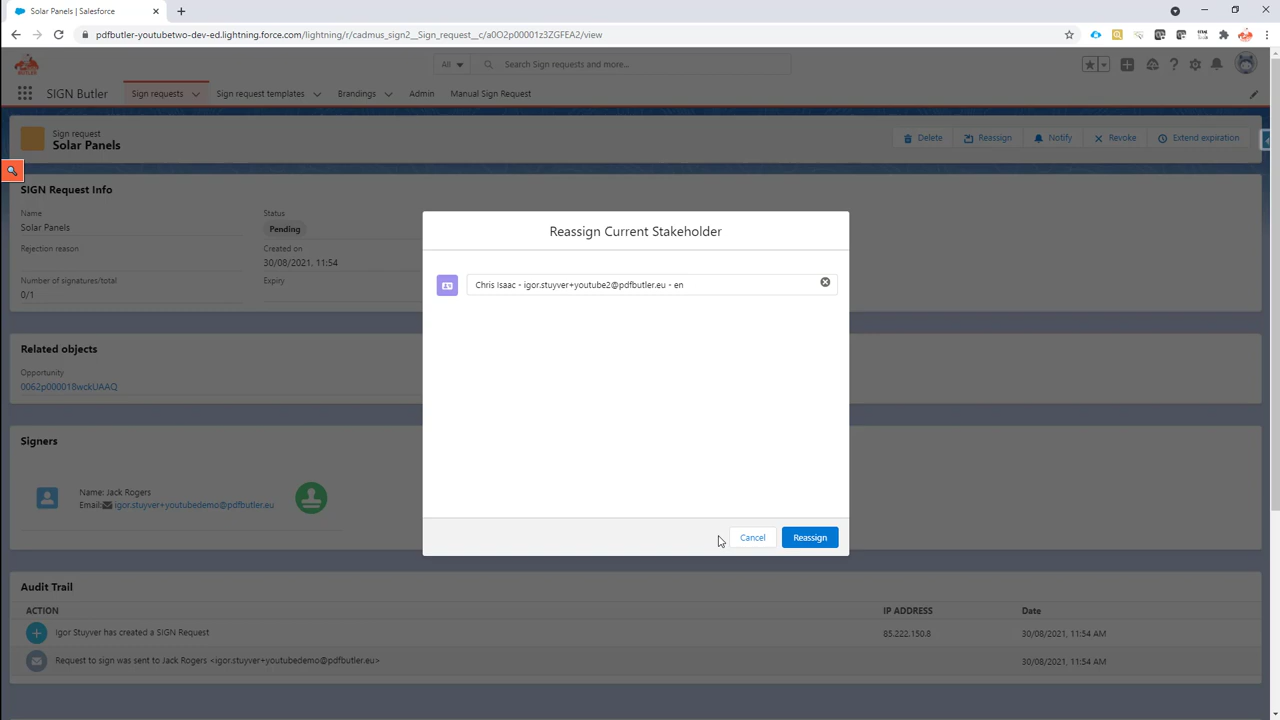 Solar Panels | Salesforce
pdfbutler-youtubetwo-dev-ed.lightning.force.com/lightning/r/cadmus_sign2__Sign_request__c/a0O2p00001z3ZGFEA2/view
All
Search Sign requests and more...
SIGN Butler
Sign requests
Sign request templates
Brandings
Admin
Manual Sign Request
Sign request
Solar Panels
Delete
Reassign
Notify
Revoke
Extend expiration
SIGN Request Info
Name
Solar Panels
Status
Pending
Rejection reason
Created on
30/08/2021, 11:54
Number of signatures/total
0/1
Expiry
Reassign Current Stakeholder
Chris Isaac - igor.stuyver+youtube2@pdfbutler.eu - en
Cancel
Reassign
Related objects
Opportunity
0062p000018wckUAAQ
Signers
Name: Jack Rogers
Email: igor.stuyver+youtubedemo@pdfbutler.eu
Audit Trail
ACTION
IP ADDRESS
Date
Igor Stuyver has created a SIGN Request
85.222.150.8
30/08/2021, 11:54 AM
Request to sign was sent to Jack Rogers <igor.stuyver+youtubedemo@pdfbutler.eu>
30/08/2021, 11:54 AM